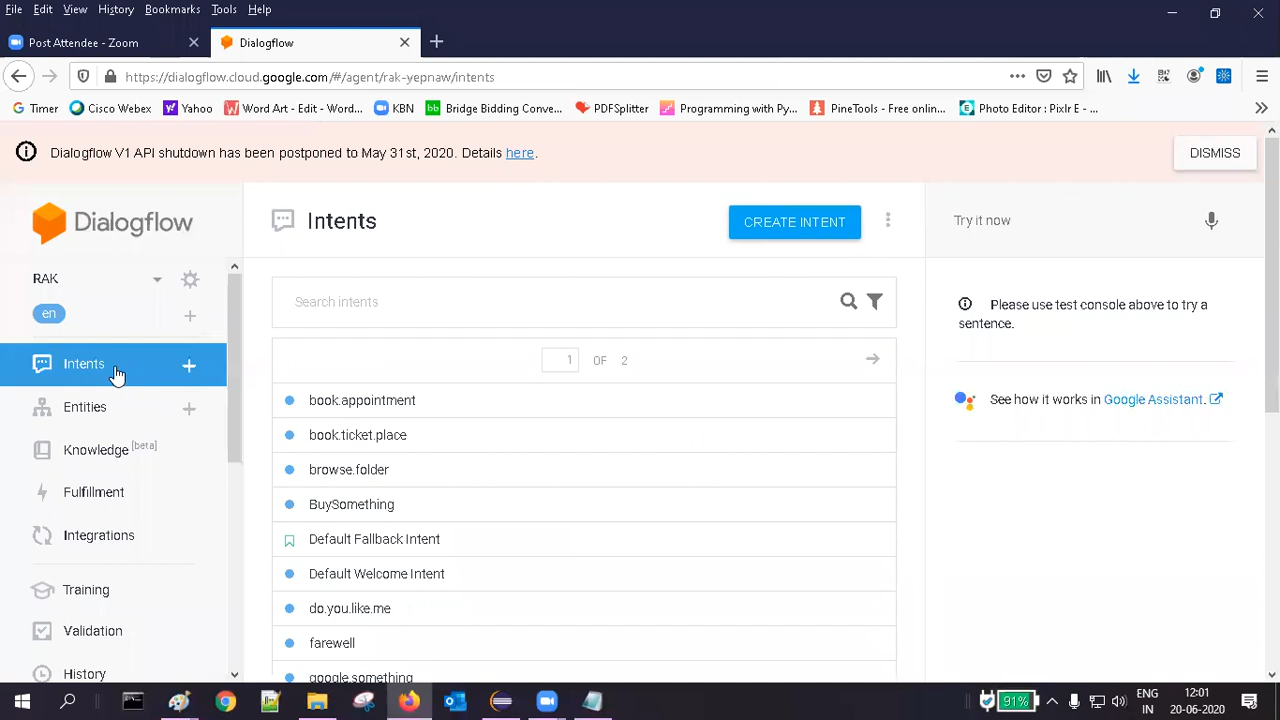 File Edit View History Bookmarks Tools Help
Post Attendee - Zoom
Dialogflow
https://dialogflow.cloud.google.com/#/agent/rak-yepnaw/intents
Timer Cisco Webex Yahoo Word Art - Edit - Word... KBN Bridge Bidding Conve... PDFSplitter Programming with Py... PineTools - Free onlin... Photo Editor : Pixlr E - ...
Dialogflow V1 API shutdown has been postponed to May 31st, 2020. Details here.
DISMISS
Dialogflow
RAK
en
Intents
Entities
Knowledge [beta]
Fulfillment
Integrations
Training
Validation
History
Intents
CREATE INTENT
Search intents
1 OF 2
book.appointment
book.ticket.place
browse.folder
BuySomething
Default Fallback Intent
Default Welcome Intent
do.you.like.me
farewell
google.something
Try it now
Please use test console above to try a
sentence.
See how it works in Google Assistant.
91%
ENG
IN
12:01
20-06-2020